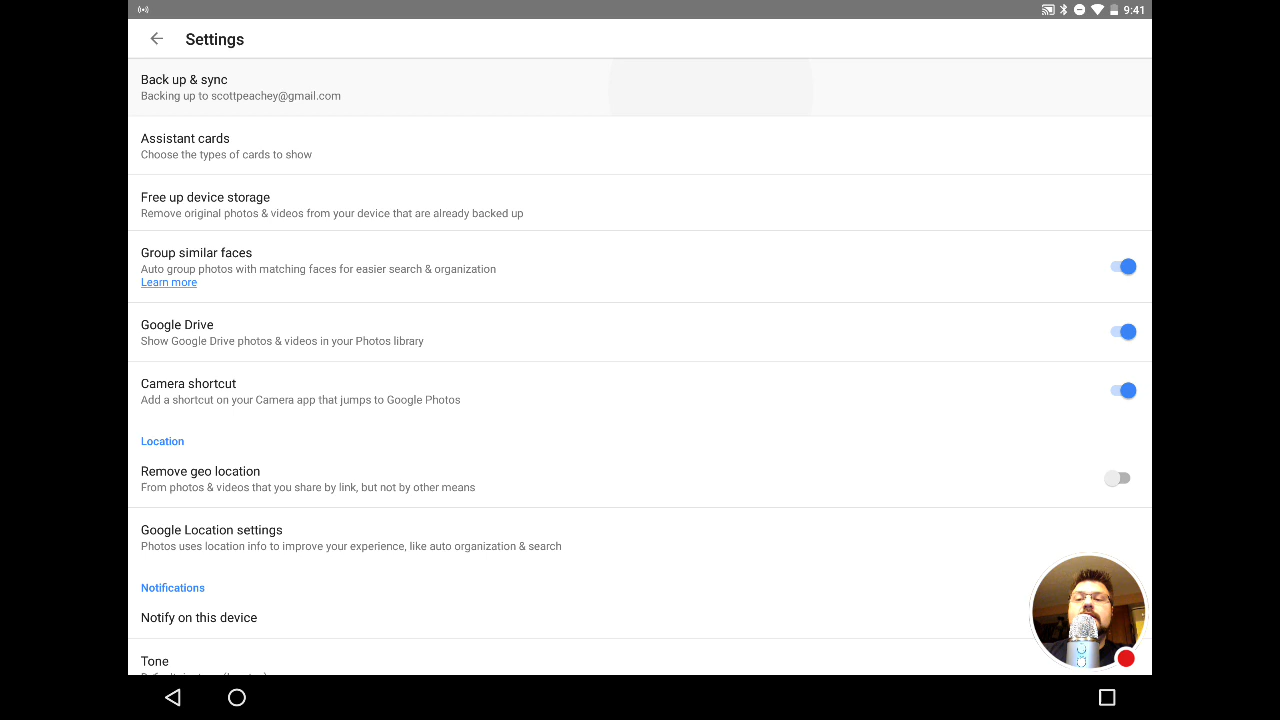 9:41
Settings
Back up & sync
Backing up to scottpeachey@gmail.com
Assistant cards
Choose the types of cards to show
Free up device storage
Remove original photos & videos from your device that are already backed up
Group similar faces
Auto group photos with matching faces for easier search & organization
Learn more
Google Drive
Show Google Drive photos & videos in your Photos library
Camera shortcut
Add a shortcut on your Camera app that jumps to Google Photos
Location
Remove geo location
From photos & videos that you share by link, but not by other means
Google Location settings
Photos uses location info to improve your experience, like auto organization & search
Notifications
Notify on this device
Tone